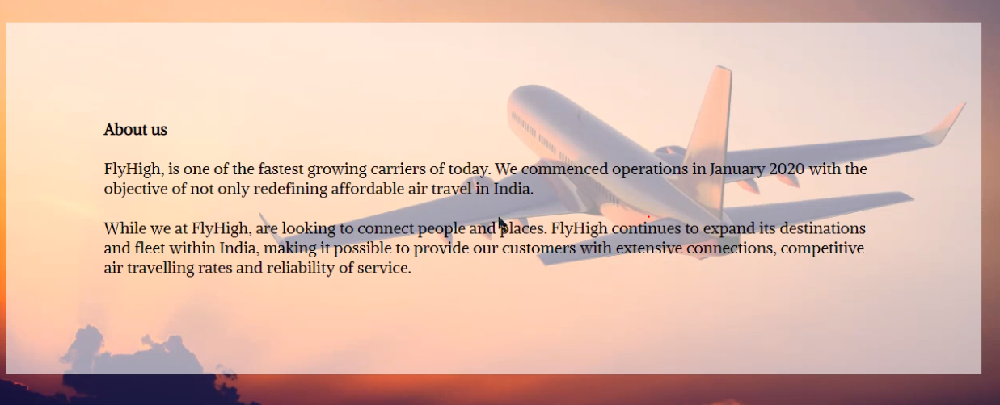 About us
FlyHigh, is one of the fastest growing carriers of today. We commenced operations in January 2020 with the
objective of not only redefining affordable air travel in India.
While we at FlyHigh, are looking to connect people and places. FlyHigh continues to expand its destinations
and fleet within India, making it possible to provide our customers with extensive connections, competitive
air travelling rates and reliability of service.